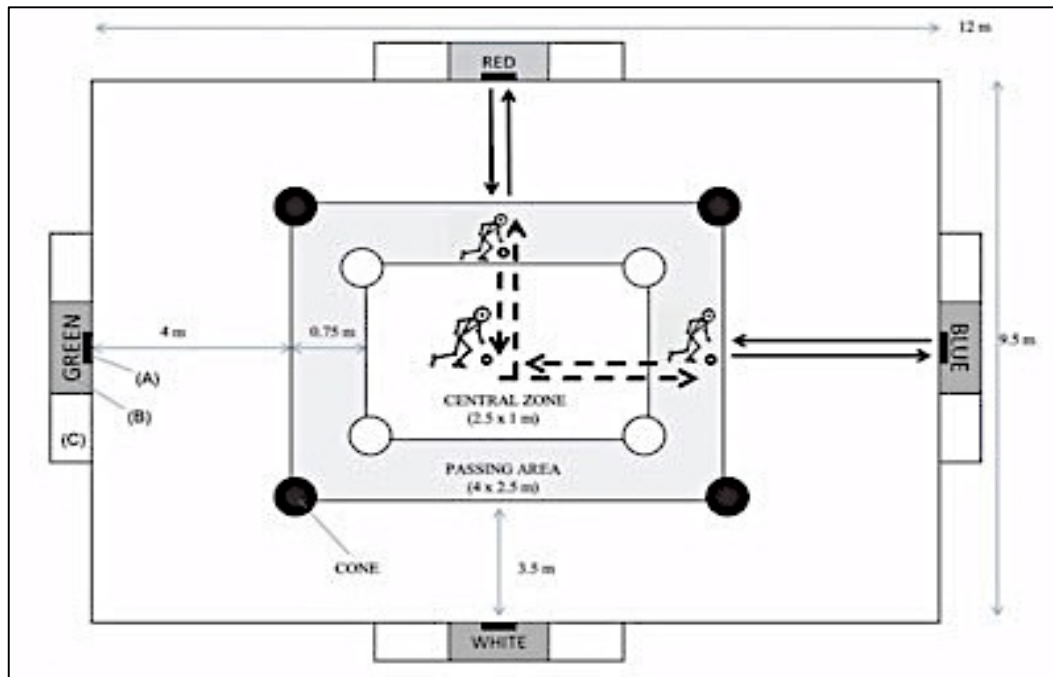 12 m
RED
GREEN
4 m
0.75 m
BLUE
9.5 m
(A)
(B)
(C)
CENTRAL ZONE
(2.5 x 1 m)
PASSING AREA
(4 x 2.5 m)
CONE
3.5 m
WHITE